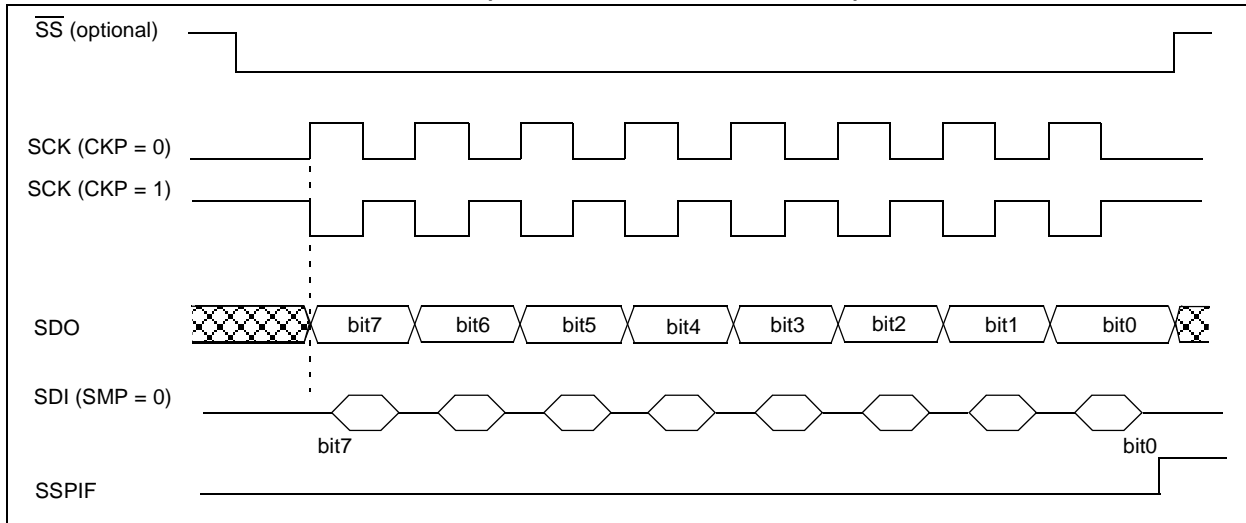 SS (optional)
SCK (CKP = 0)
SCK (CKP = 1)
SDO
bit7 bit6 bit5 bit4 bit3 bit2 bit1 bit0
SDI (SMP = 0)
bit7 bit0
SSPIF